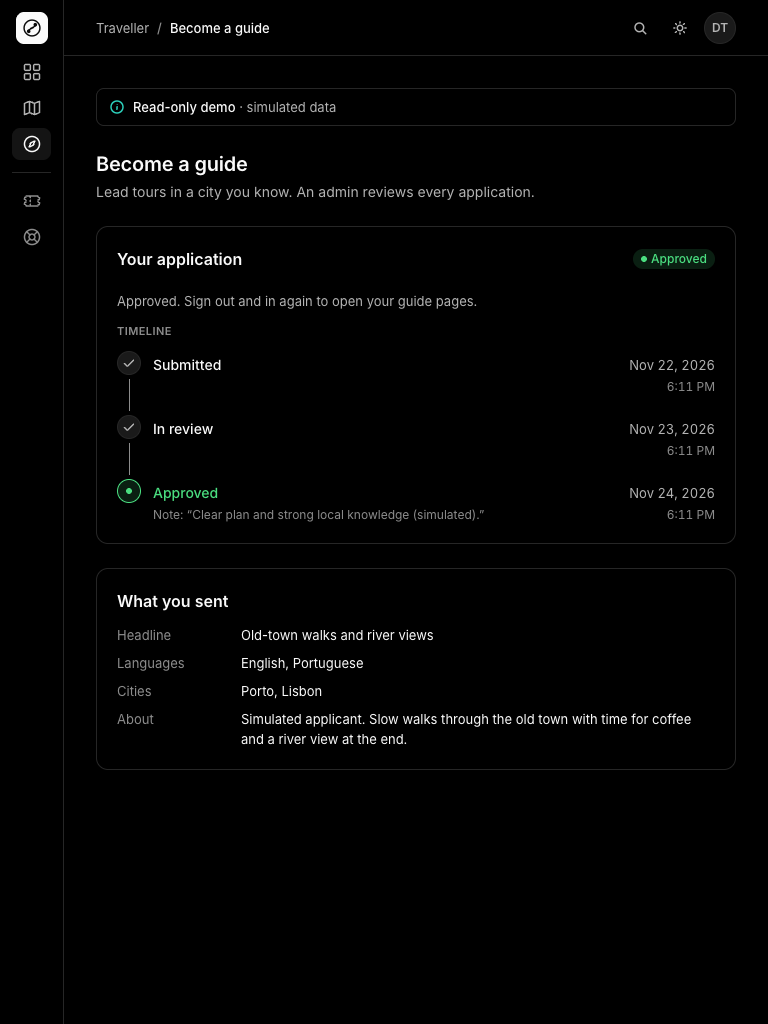 Traveller / Become a guide
DT
Read-only demo · simulated data
Become a guide
Lead tours in a city you know. An admin reviews every application.
Your application
Approved
Approved. Sign out and in again to open your guide pages.
TIMELINE
Submitted
Nov 22, 2026
6:11 PM
In review
Nov 23, 2026
6:11 PM
Approved
Nov 24, 2026
Note: “Clear plan and strong local knowledge (simulated).”
6:11 PM
What you sent
Headline
Old-town walks and river views
Languages
English, Portuguese
Cities
Porto, Lisbon
About
Simulated applicant. Slow walks through the old town with time for coffee
and a river view at the end.